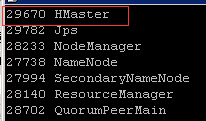 29670 HMaster
29782 Jps
28233 NodeManager
27738 NameNode
27994 SecondaryNameNode
28140 ResourceManager
28702 QuorumPeerMain